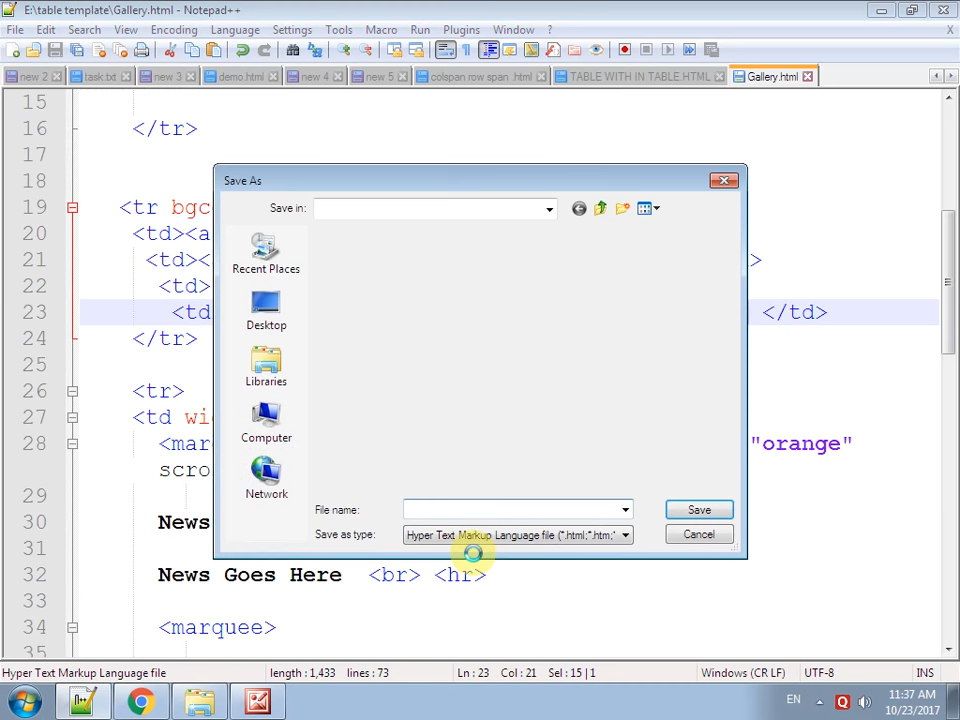 E:\table template\Gallery.html - Notepad++
File Edit Search View Encoding Language Settings Tools Macro Run Plugins Window ? X
new 2 task.txt new 3 demo.html new 4 new 5 colspan row span .html TABLE WITH IN TABLE.HTML Gallery.html
15
16 </tr>
17
18
19 <tr bgc
20 <td><a
21 <td>< >
22 <td>
23 <td </td>
24 </tr>
25
26 <tr>
27 <td wi
28 <mar "orange"
scro
29
30 News
31
32 News Goes Here <br> <hr>
33
34 <marquee>
35
Save As
Save in:
Recent Places
Desktop
Libraries
Computer
Network
File name: Save
Save as type: Hyper Text Markup Language file (*.html;*.htm;* Cancel
Hyper Text Markup Language file length : 1,433 lines : 73 Ln : 23 Col : 21 Sel : 15 | 1 Windows (CR LF) UTF-8 INS
EN 11:37 AM
10/23/2017